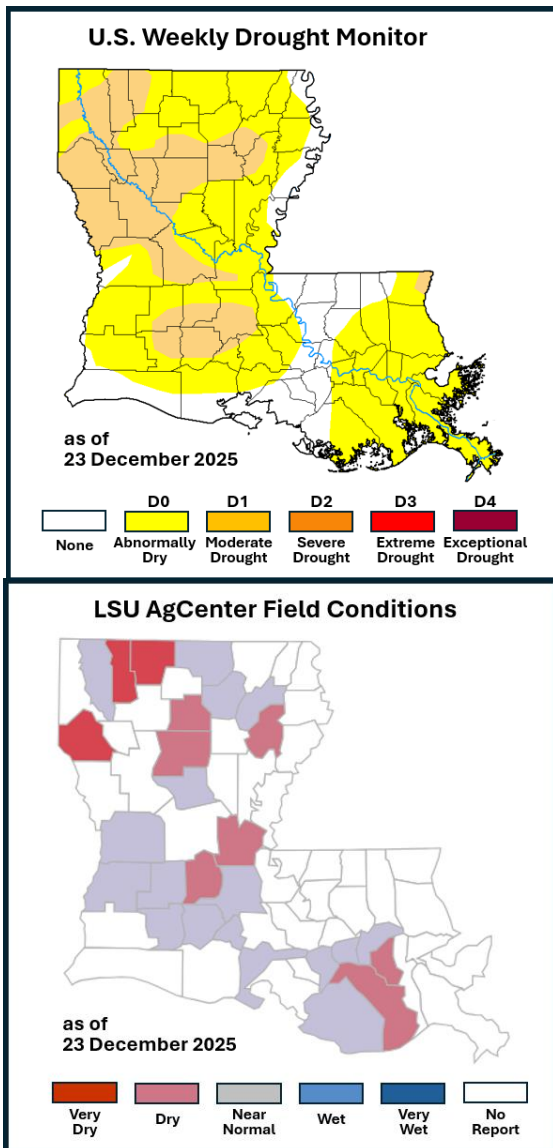 U.S. Weekly Drought Monitor
as of
23 December 2025
D0 D1 D2 D3 D4
None Abnormally Dry Moderate Drought Severe Drought Extreme Drought Exceptional Drought
LSU AgCenter Field Conditions
as of
23 December 2025
Very Dry Dry Near Normal Wet Very Wet No Report